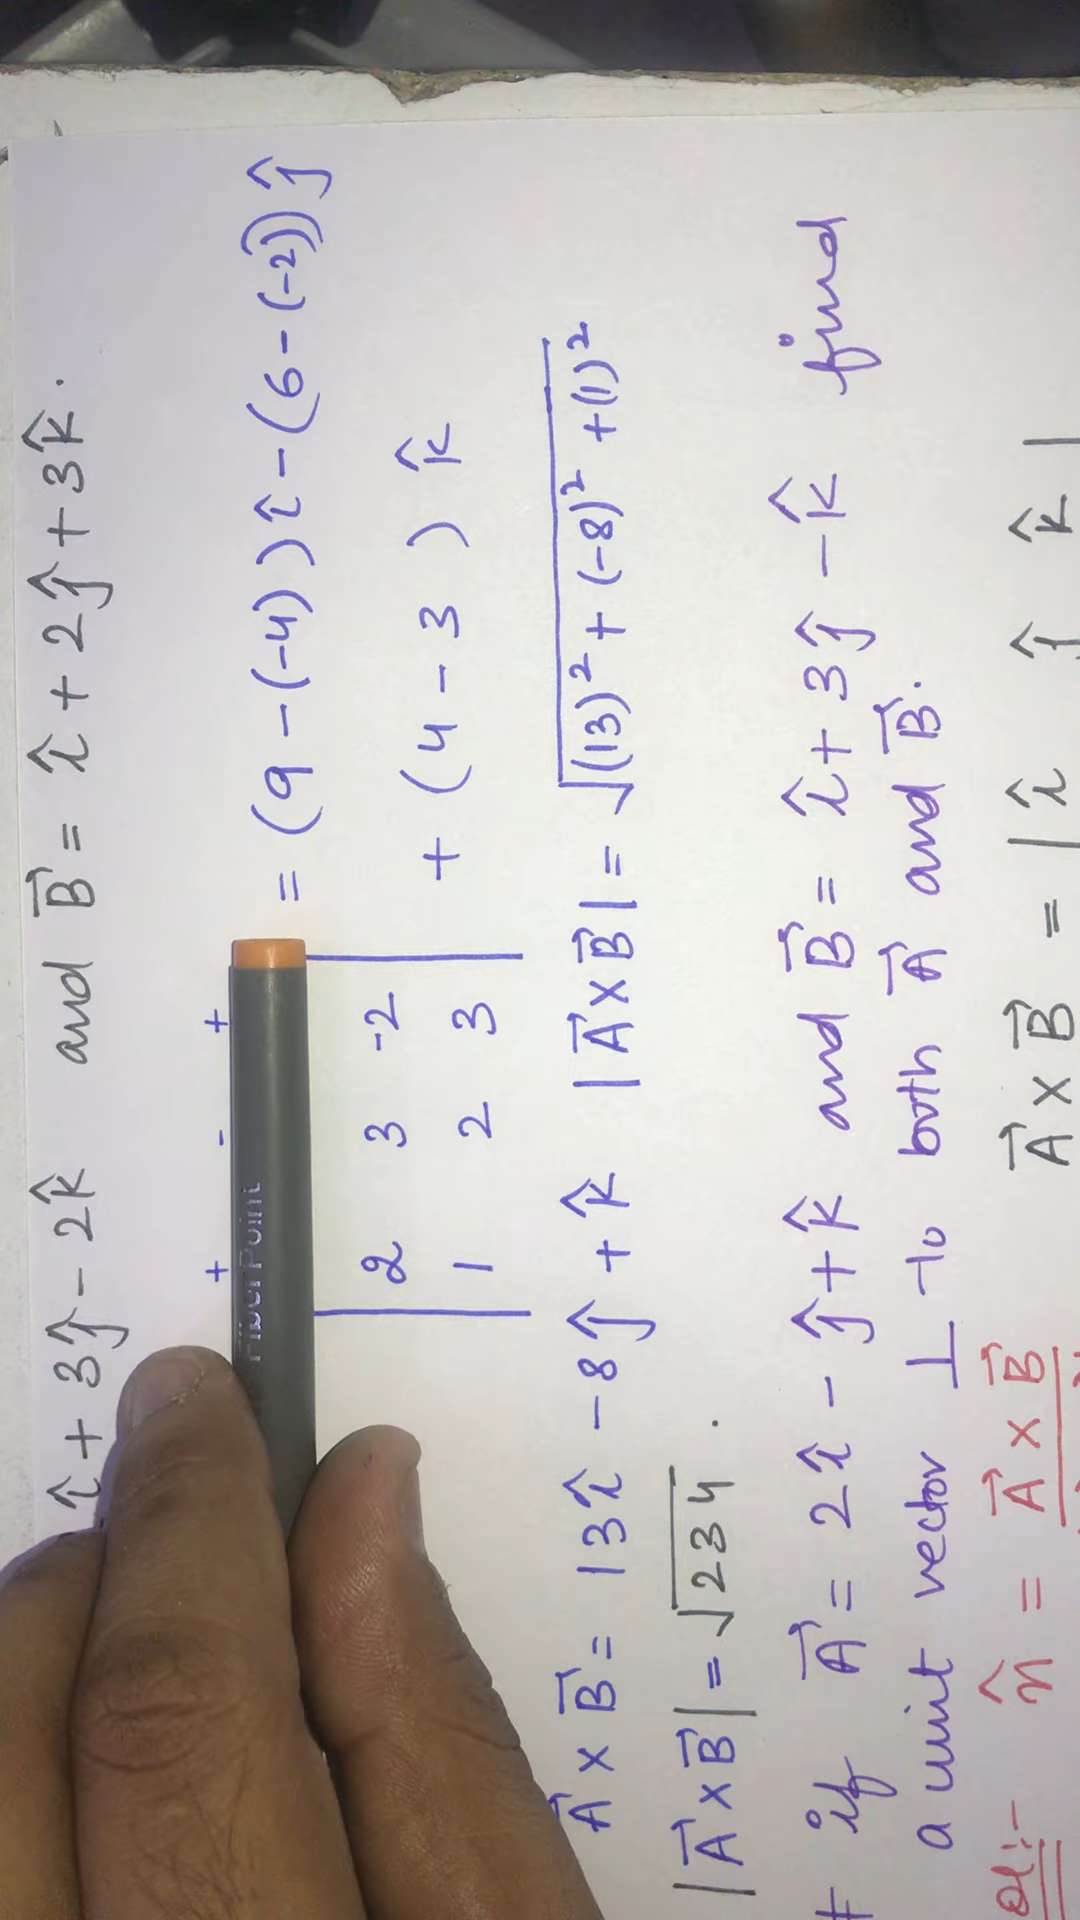 î + 3ĵ - 2k̂ and B⃗ = î + 2ĵ + 3k̂.
+ - +
FiberPoint
= (9 - (-4)) î - (6 - (-2)) ĵ
| 2 3 -2 |
| 1 2 3 |
+ (4 - 3) k̂
A⃗ × B⃗ = 13î - 8ĵ + k̂ |A⃗ × B⃗| = √(13)² + (-8)² + (1)²
|A⃗ × B⃗| = √234 .
if A⃗ = 2î - ĵ + k̂ and B⃗ = î + 3ĵ - k̂ find
a unit vector ⊥ to both A⃗ and B⃗.
n̂ = A⃗ × B⃗
A⃗ × B⃗ = | î ĵ k̂ |